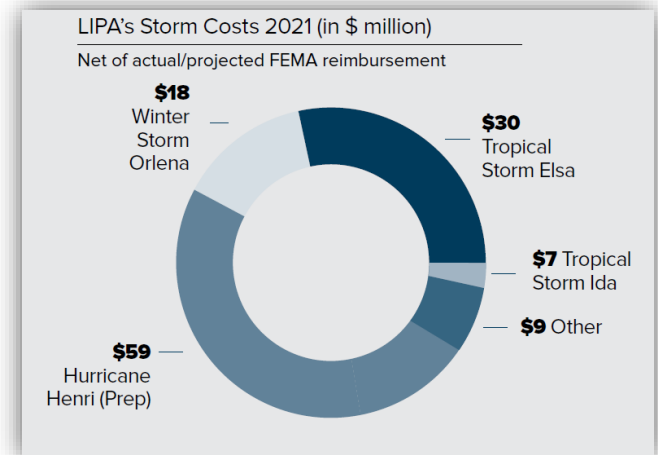 LIPA's Storm Costs 2021 (in $ million)
Net of actual/projected FEMA reimbursement
$18
Winter
Storm
Orlena
$30
Tropical
Storm Elsa
$7 Tropical
Storm Ida
$9 Other
$59
Hurricane
Henri (Prep)